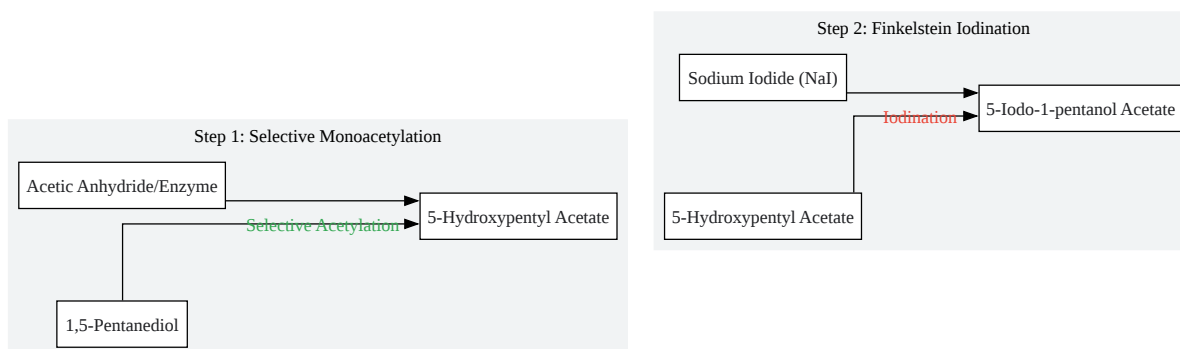 Step 1: Selective Monoacetylation
Acetic Anhydride/Enzyme
5-Hydroxypentyl Acetate
Selective Acetylation
1,5-Pentanediol
Step 2: Finkelstein Iodination
Sodium Iodide (NaI)
5-Iodo-1-pentanol Acetate
Iodination
5-Hydroxypentyl Acetate